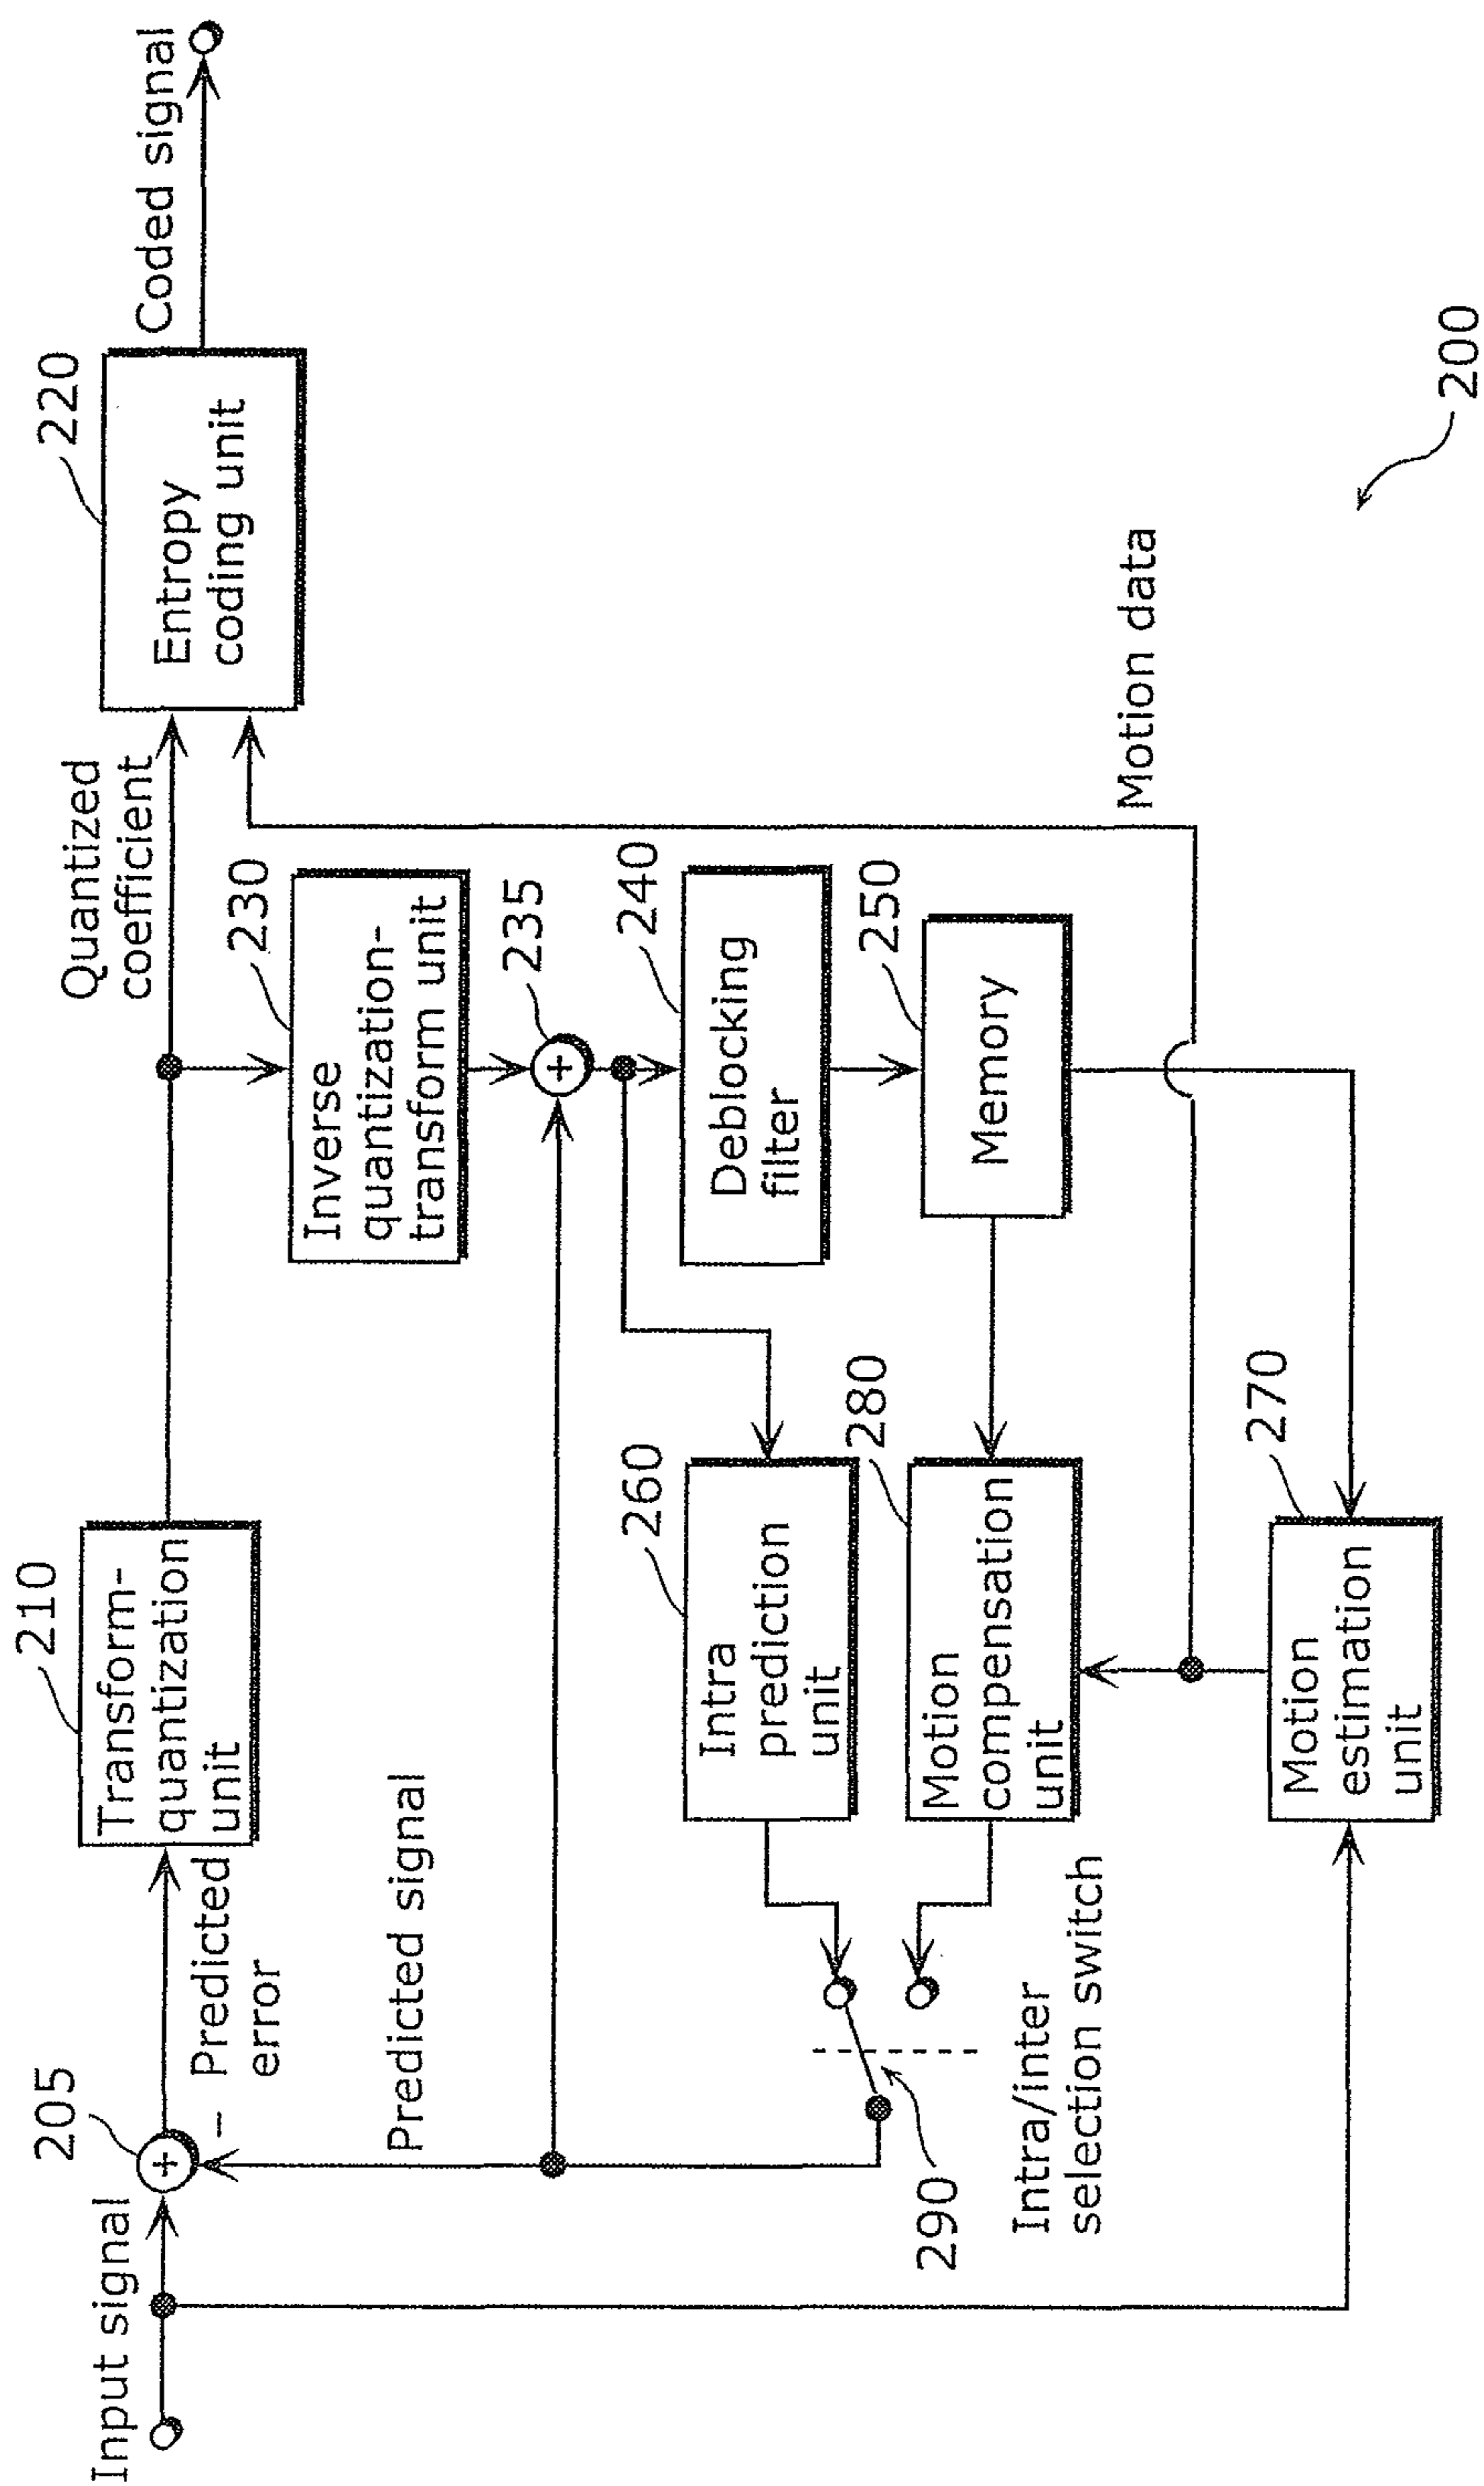 Input signal
205
−
Predicted
error
210
Transform-
quantization
unit
Quantized
coefficient
220
Entropy
coding unit
Coded signal
230
Inverse
quantization-
transform unit
Predicted signal
+
+
235
240
Deblocking
filter
260
Intra
prediction
unit
250
Memory
280
Motion
compensation
unit
290
Intra/inter
selection switch
Motion data
270
Motion
estimation
unit
200